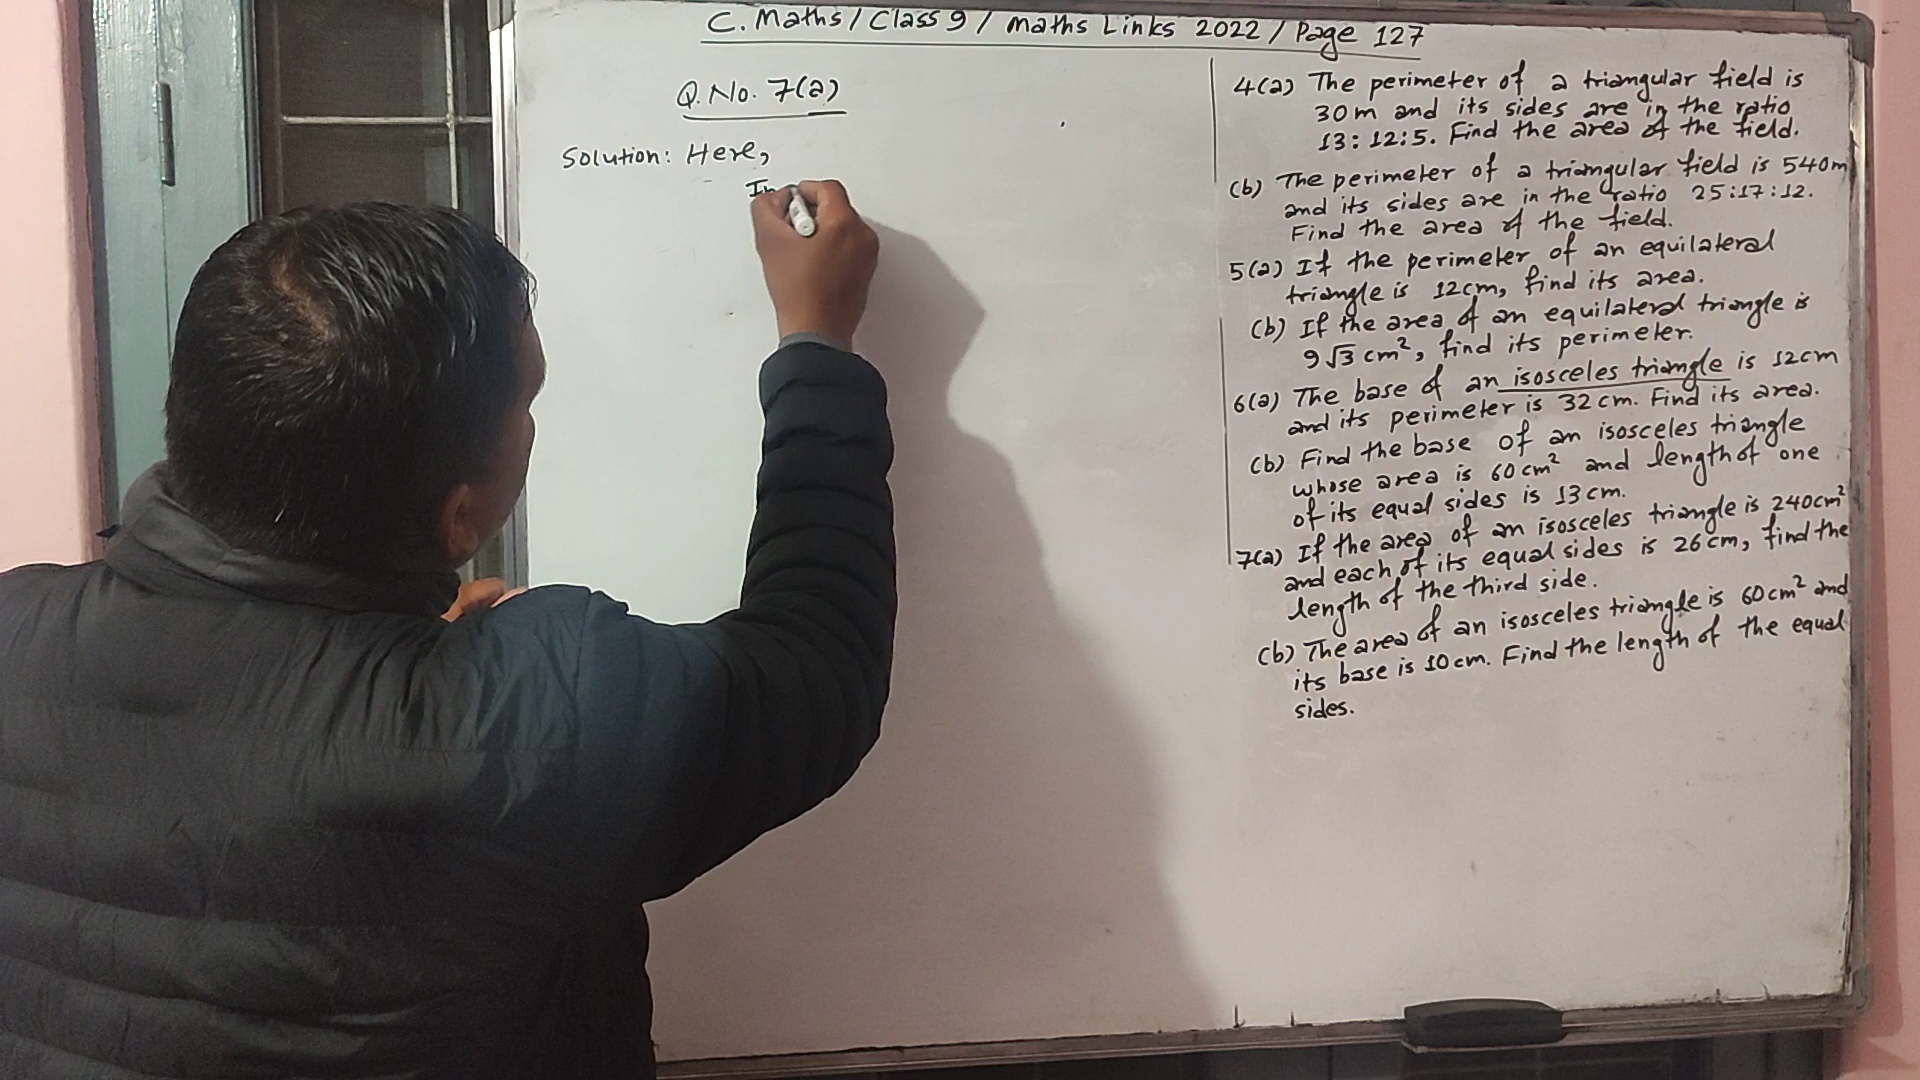 C. Maths / Class 9 / Maths Links 2022 / Page 127
Q. No. 7(a)
Solution: Here,
In
4(a) The perimeter of a triangular field is
30m and its sides are in the ratio
13:12:5. Find the area of the field.
(b) The perimeter of a triangular field is 540m
and its sides are in the ratio 25:17:12.
Find the area of the field.
5(a) If the perimeter of an equilateral
triangle is 12cm, find its area.
(b) If the area of an equilateral triangle is
9√3 cm², find its perimeter.
6(a) The base of an isosceles triangle is 12cm
and its perimeter is 32cm. Find its area.
(b) Find the base of an isosceles triangle
whose area is 60cm² and length of one
of its equal sides is 13cm.
7(a) If the area of an isosceles triangle is 240cm²
and each of its equal sides is 26cm, find the
length of the third side.
(b) The area of an isosceles triangle is 60cm² and
its base is 10cm. Find the length of the equal
sides.